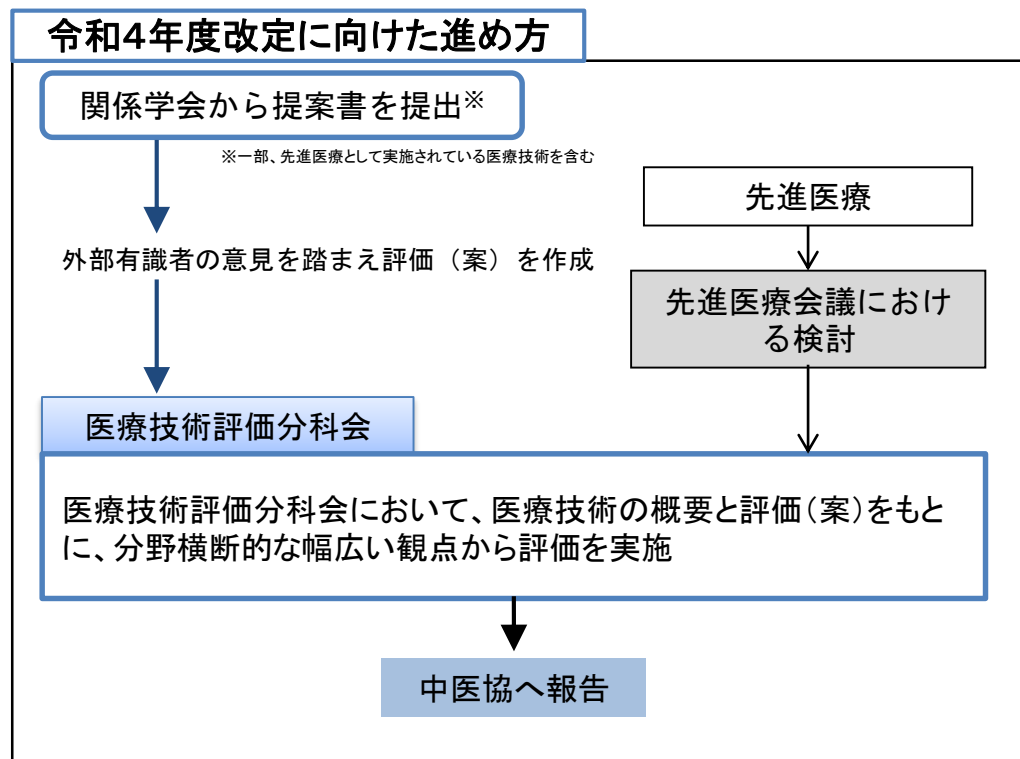 令和4年度改定に向けた進め方
関係学会から提案書を提出※
※一部、先進医療として実施されている医療技術を含む
外部有識者の意見を踏まえ評価（案）を作成
先進医療
先進医療会議におけ
る検討
医療技術評価分科会
医療技術評価分科会において、医療技術の概要と評価（案）をもと
に、分野横断的な幅広い観点から評価を実施
中医協へ報告